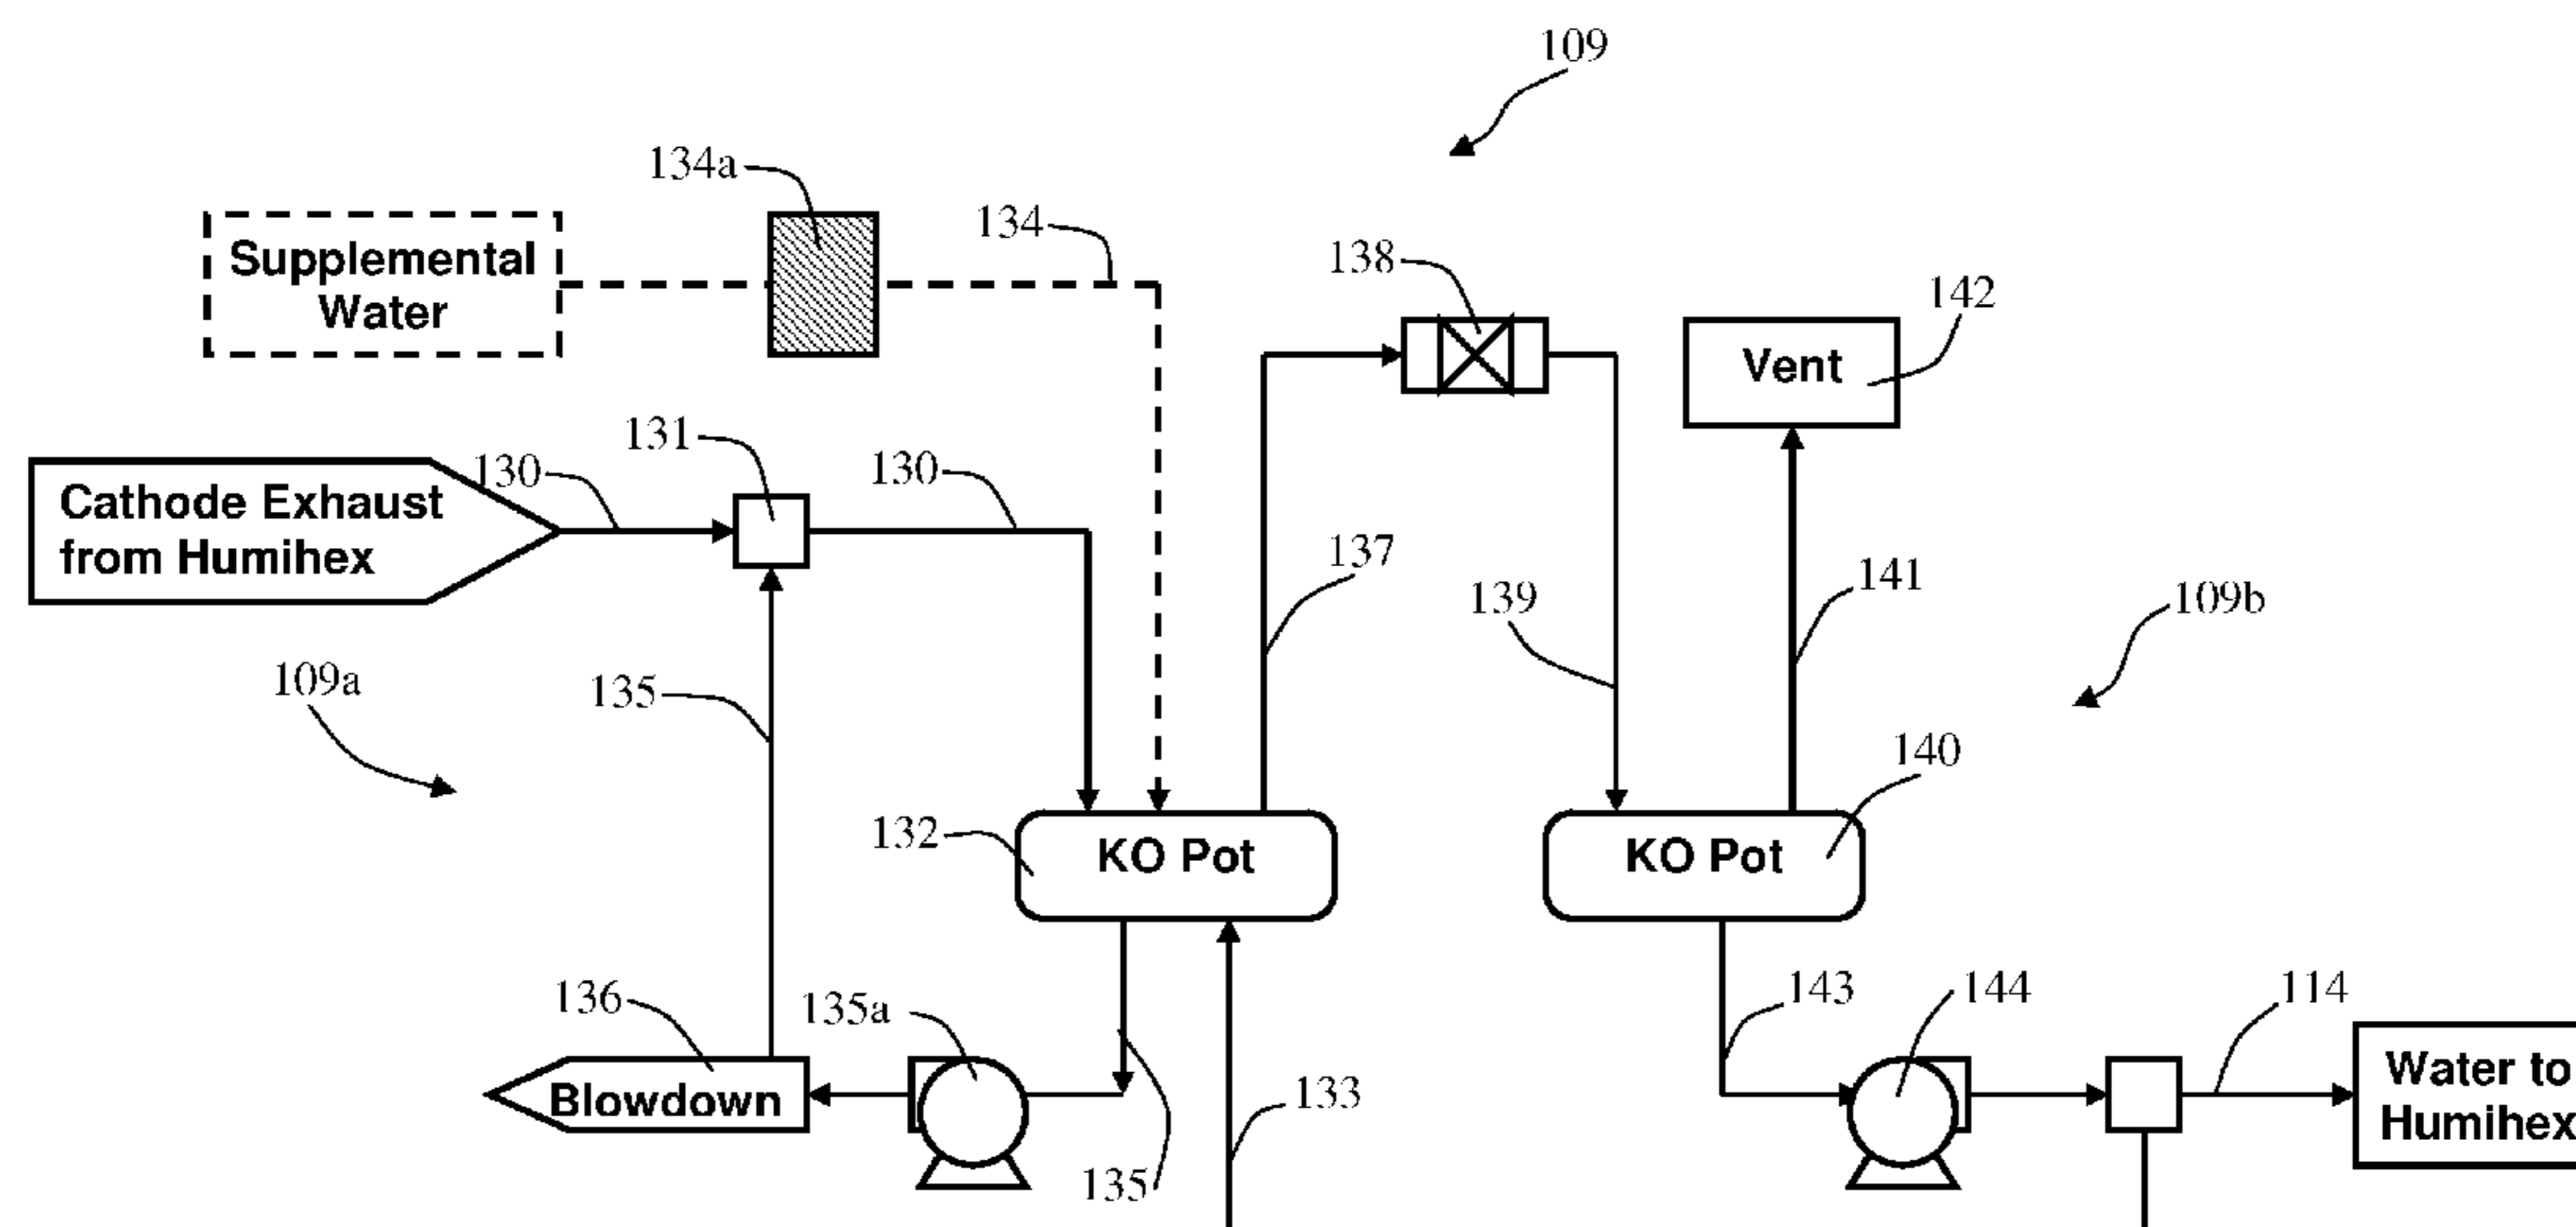 109
134a
Supplemental
Water
134
138
142
Vent
131
130
130
Cathode Exhaust
from Humihex
137
141
139
109b
109a
135
140
132
KO Pot
KO Pot
136
135a
143
144
114
Blowdown
133
135
Water to
Humihex